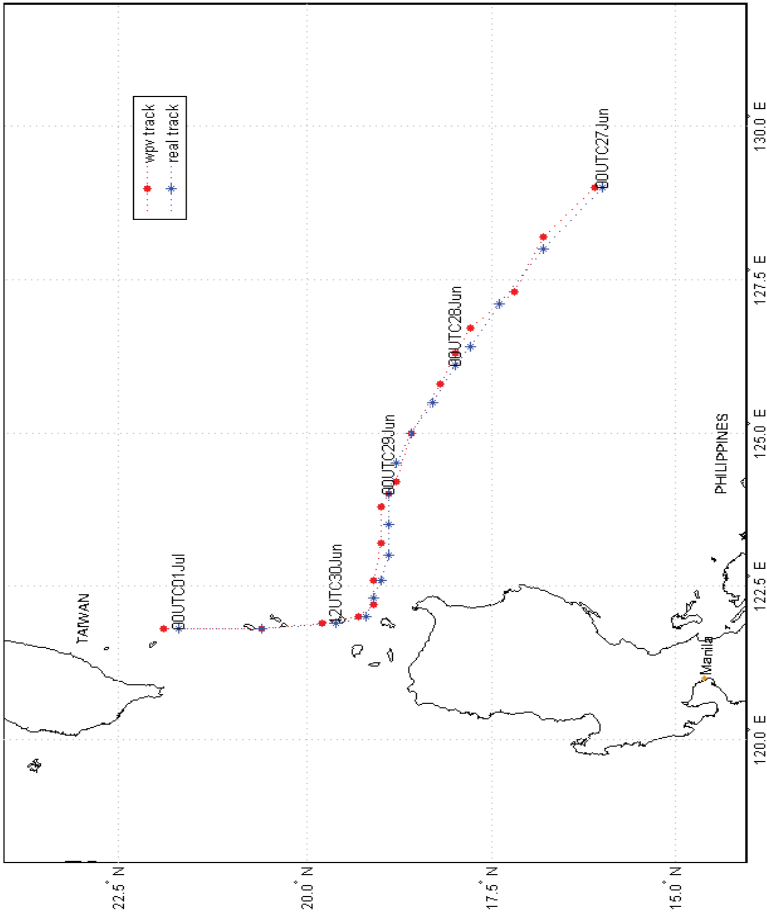 wpv track
real track
00UTC27Jun
00UTC28Jun
00UTC29Jun
12UTC30Jun
00UTC01Jul
TAIWAN
PHILIPPINES
Manila
22.5° N
20.0° N
17.5° N
15.0° N
120.0° E
122.5° E
125.0° E
127.5° E
130.0° E